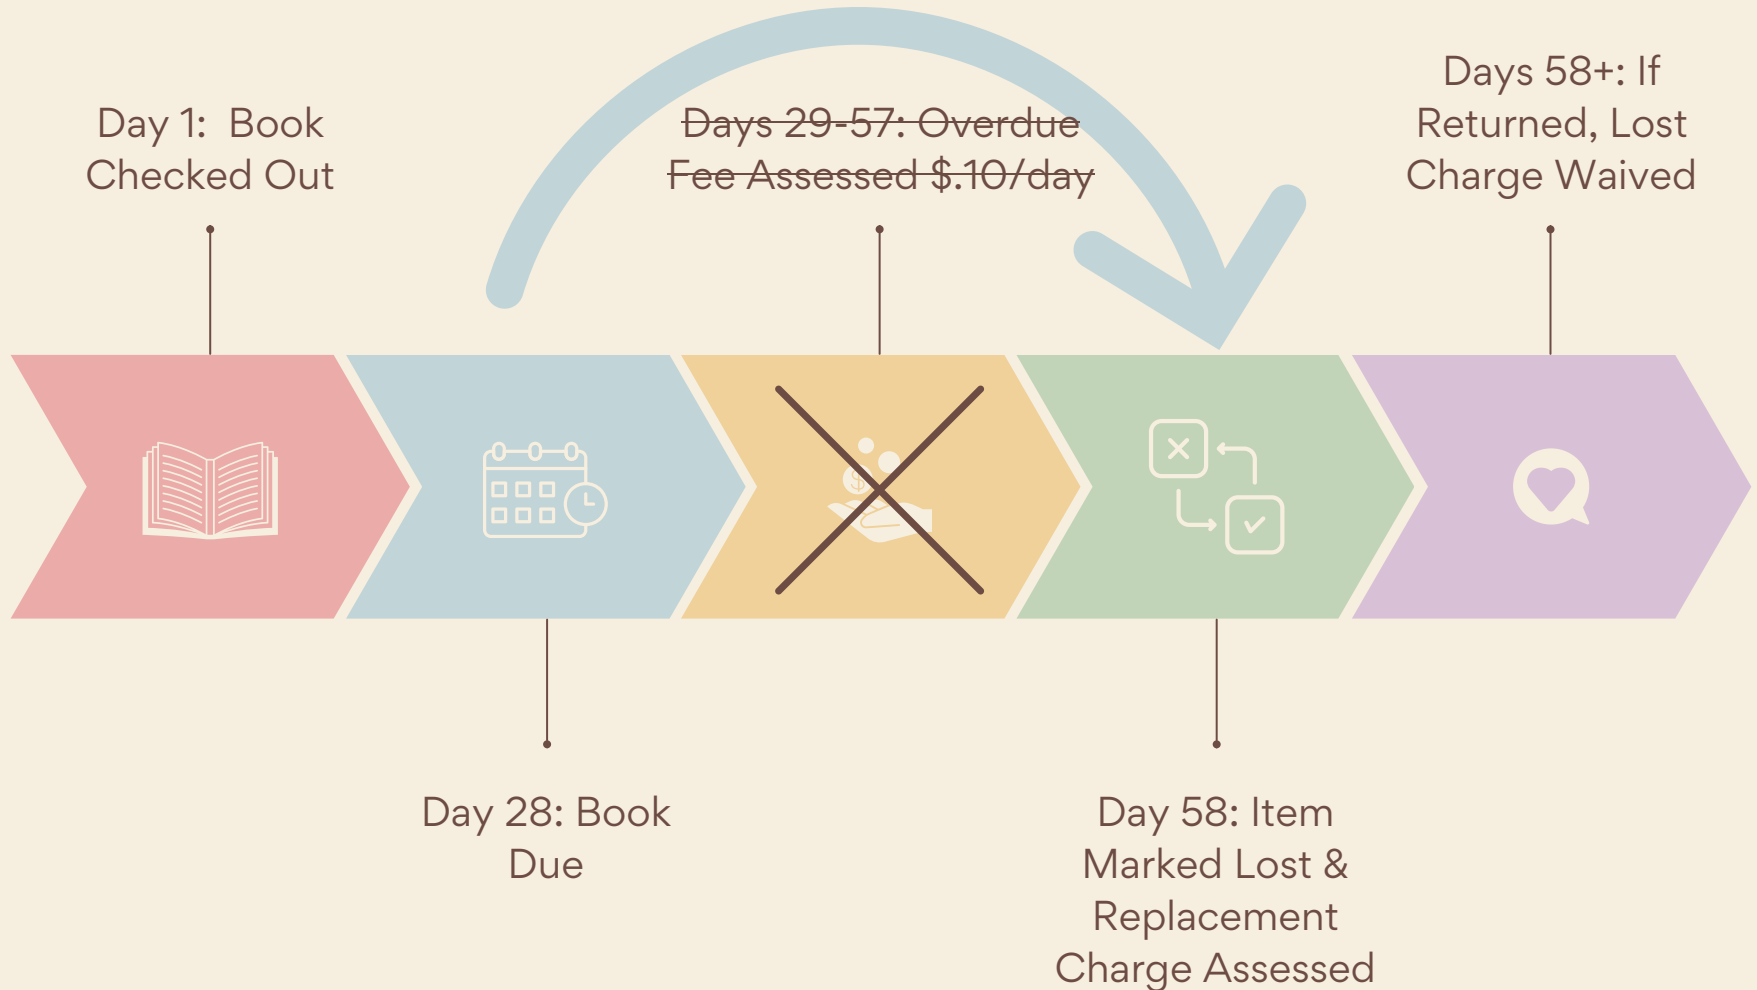 Day 1: Book
Checked Out
Day 28: Book
Due
Days 29-57: Overdue
Fee Assessed $.10/day
$
Day 58: Item
Marked Lost &
Replacement
Charge Assessed
Days 58+: If
Returned, Lost
Charge Waived